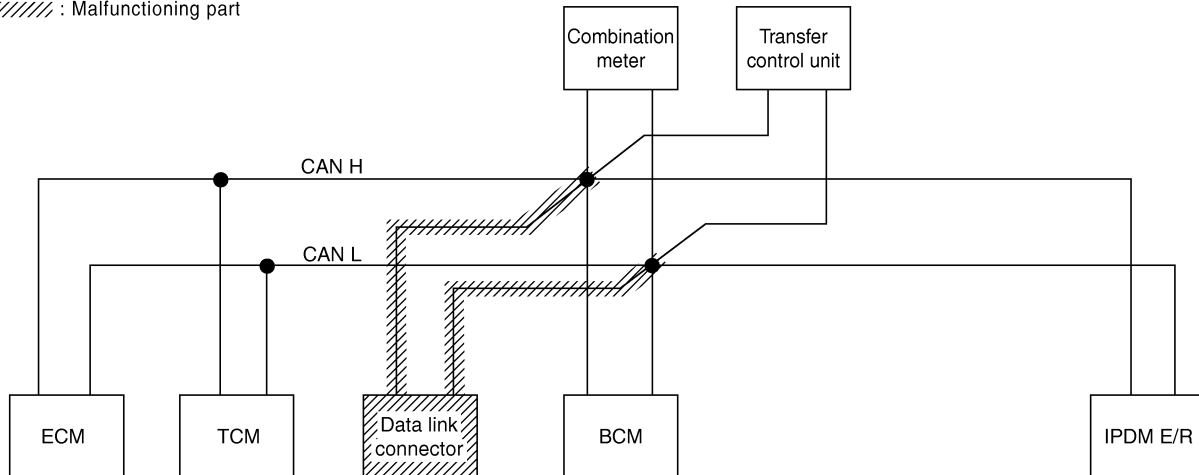 : Malfunctioning part
Combination
meter
Transfer
control unit
CAN H
CAN L
ECM
TCM
Data link
connector
BCM
IPDM E/R